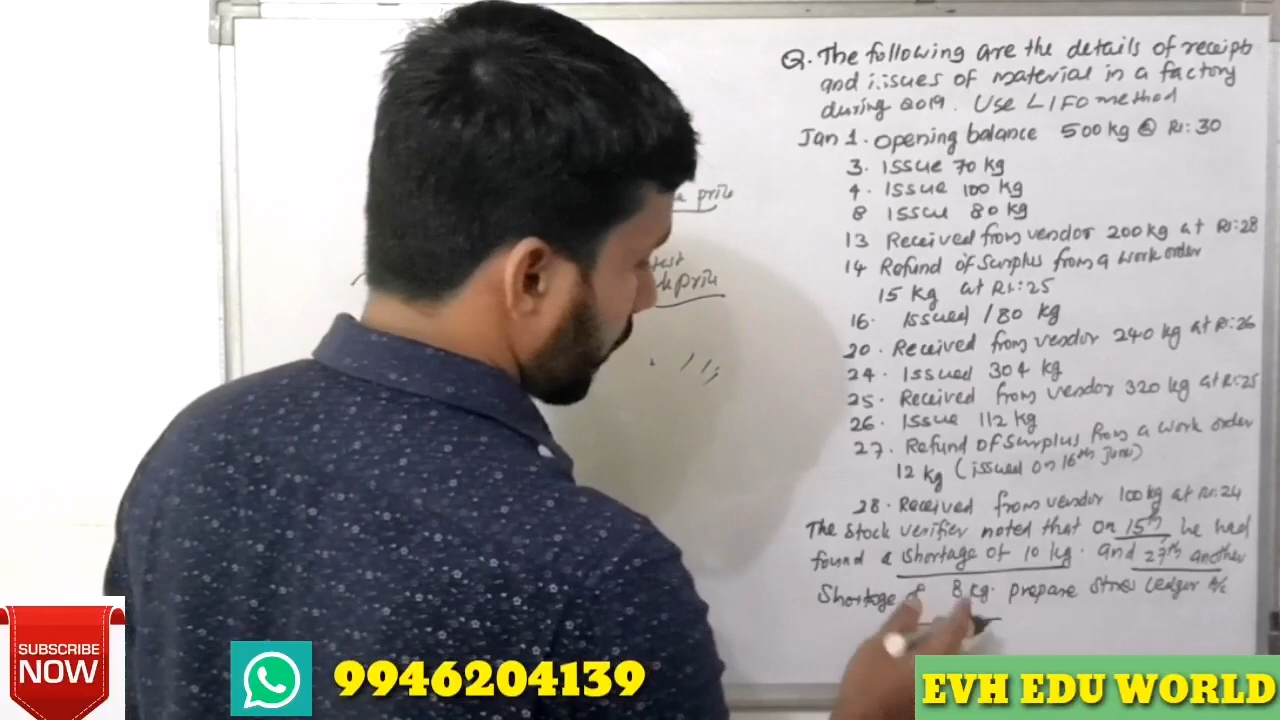 Q. The following are the details of receipts
and issues of material in a factory
during 2019. Use LIFO method
Jan 1. opening balance 500 kg @ Rs: 30
3. Issue 70 kg
4. Issue 100 kg
8 Issue 80 kg
13 Received from vendor 200 kg at Rs: 28
14 Refund of surplus from a work order
15 kg at Rs: 25
16. Issued 180 kg
20. Received from vendor 240 kg at Rs: 26
24. Issued 304 kg
25. Received from vendor 320 kg at Rs: 25
26. Issue 112 kg
27. Refund of surplus from a work order
12 kg (issued on 16th June)
28. Received from vendor 100 kg at Rs: 24
The stock verifier noted that on 15th he had
found a shortage of 10 kg. and 27th another
shortage of 8 kg. prepare stores Ledger A/c
price
price
SUBSCRIBE
NOW
9946204139
EVH EDU WORLD